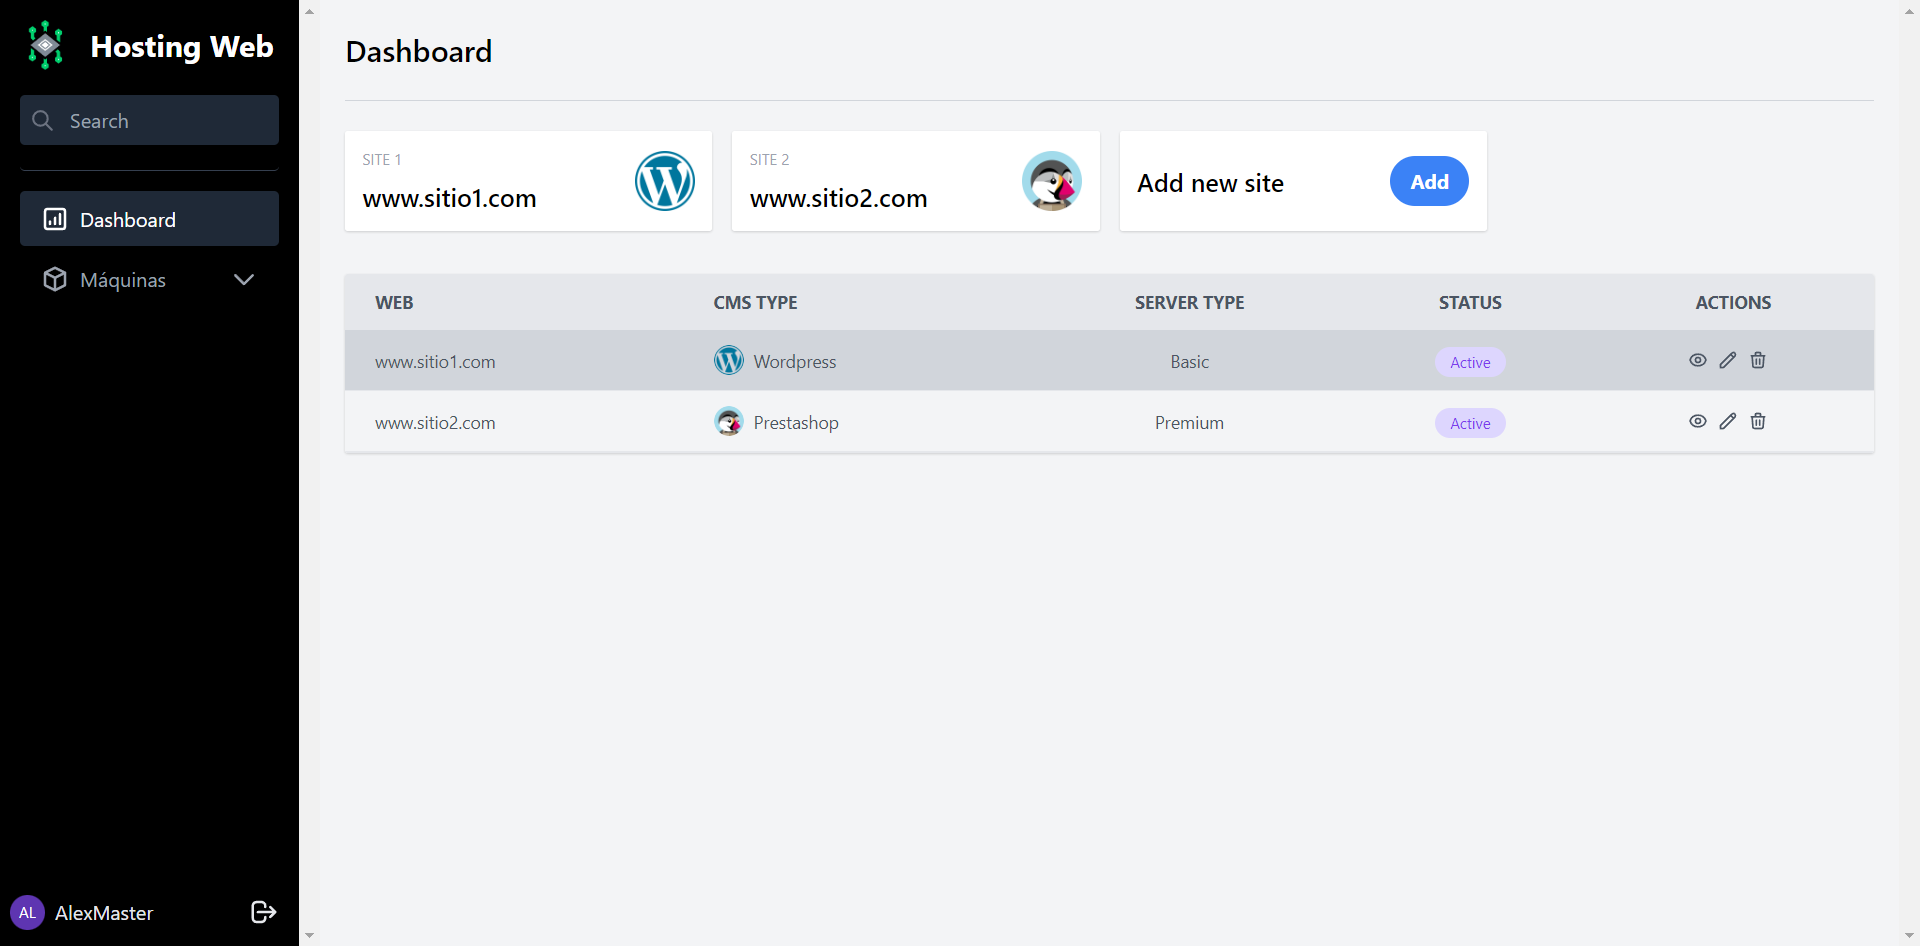 Hosting Web
Search
Dashboard
Máquinas
AL AlexMaster
Dashboard
SITE 1
www.sitio1.com
SITE 2
www.sitio2.com
Add new site Add
WEB CMS TYPE SERVER TYPE STATUS ACTIONS
www.sitio1.com Wordpress Basic Active
www.sitio2.com Prestashop Premium Active